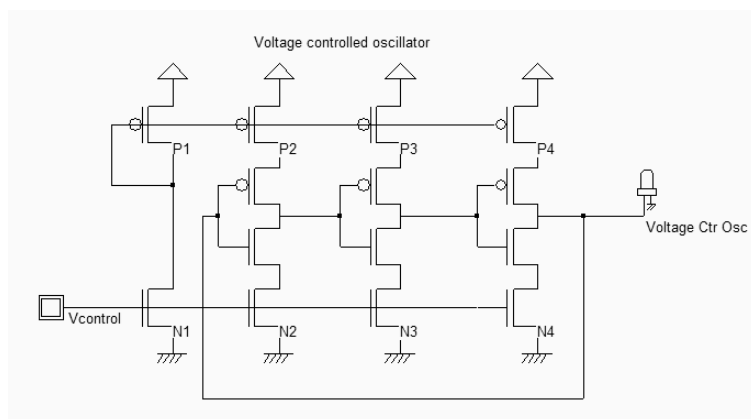 Voltage controlled oscillator
P1
P2
P3
P4
Voltage Ctr Osc
Vcontrol
N1
N2
N3
N4